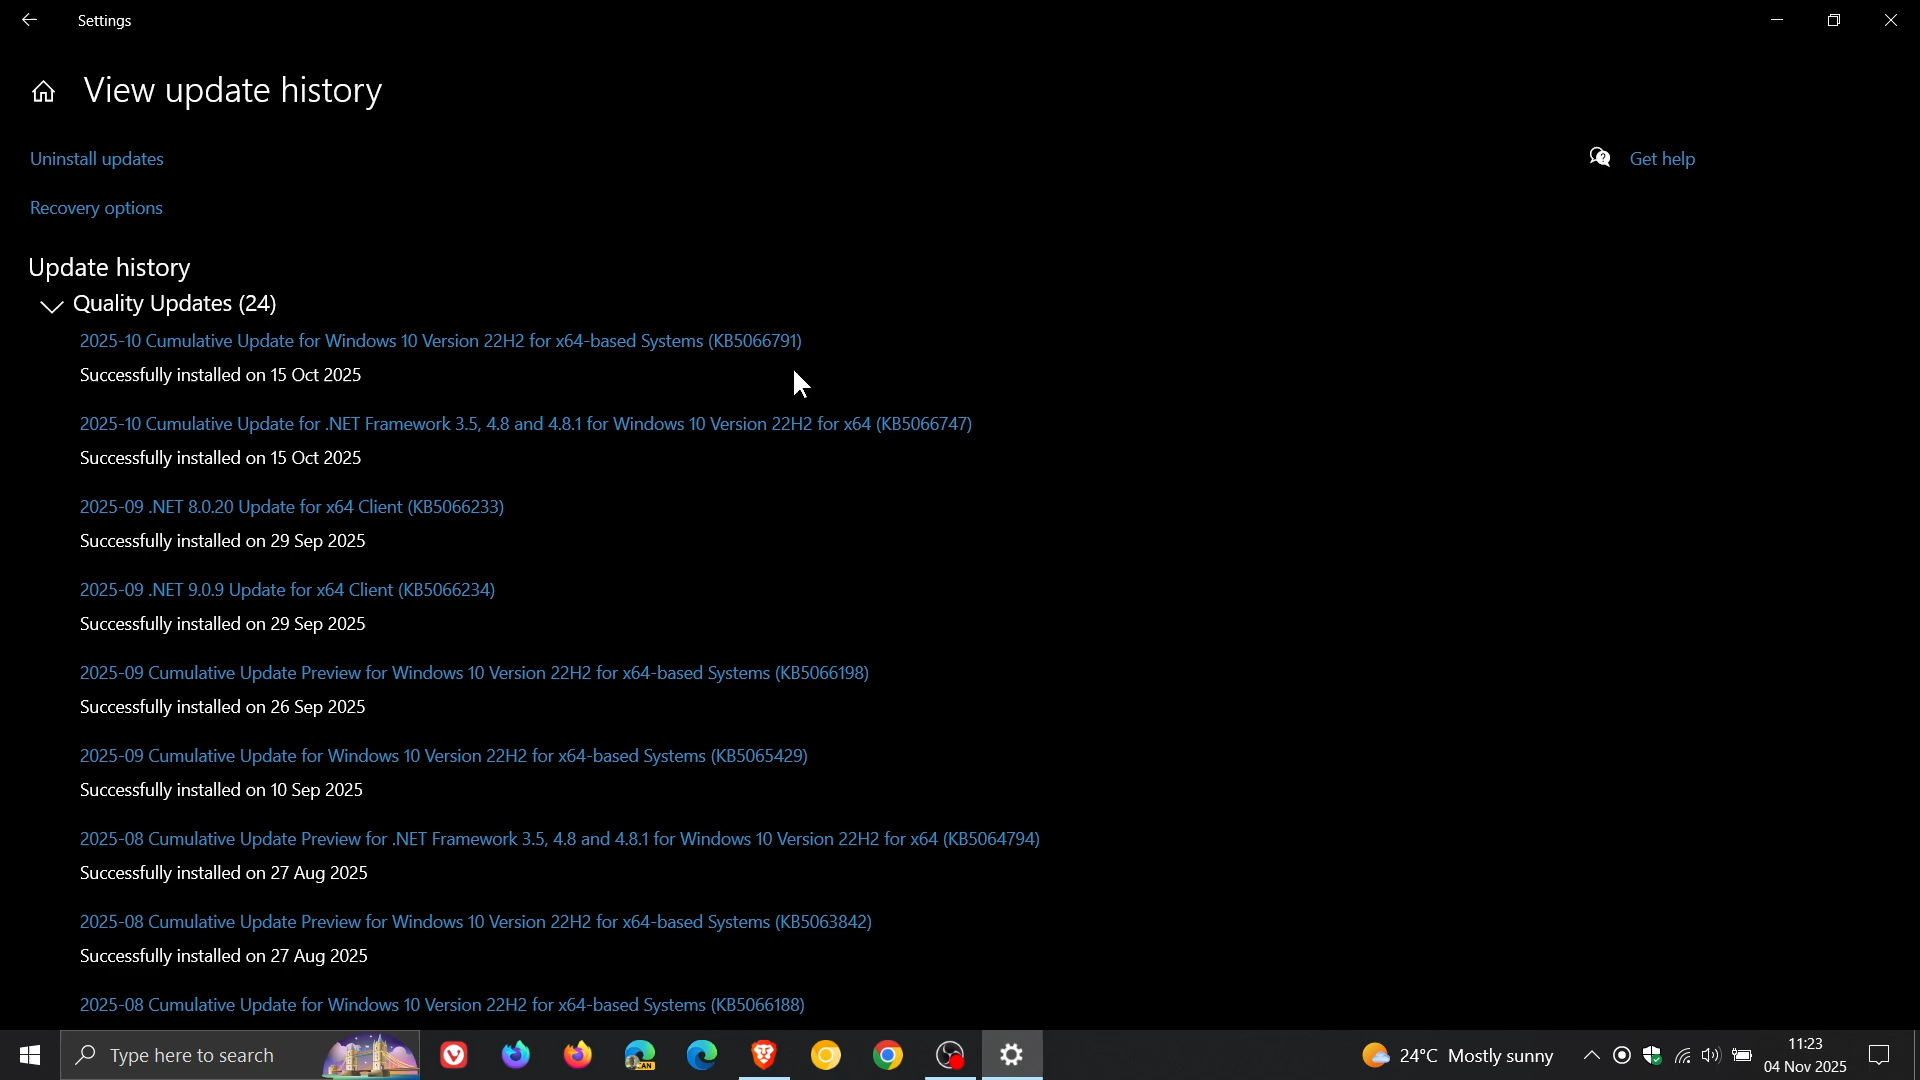 Settings
View update history
Uninstall updates
Get help
Recovery options
Update history
Quality Updates (24)
2025-10 Cumulative Update for Windows 10 Version 22H2 for x64-based Systems (KB5066791)
Successfully installed on 15 Oct 2025
2025-10 Cumulative Update for .NET Framework 3.5, 4.8 and 4.8.1 for Windows 10 Version 22H2 for x64 (KB5066747)
Successfully installed on 15 Oct 2025
2025-09 .NET 8.0.20 Update for x64 Client (KB5066233)
Successfully installed on 29 Sep 2025
2025-09 .NET 9.0.9 Update for x64 Client (KB5066234)
Successfully installed on 29 Sep 2025
2025-09 Cumulative Update Preview for Windows 10 Version 22H2 for x64-based Systems (KB5066198)
Successfully installed on 26 Sep 2025
2025-09 Cumulative Update for Windows 10 Version 22H2 for x64-based Systems (KB5065429)
Successfully installed on 10 Sep 2025
2025-08 Cumulative Update Preview for .NET Framework 3.5, 4.8 and 4.8.1 for Windows 10 Version 22H2 for x64 (KB5064794)
Successfully installed on 27 Aug 2025
2025-08 Cumulative Update Preview for Windows 10 Version 22H2 for x64-based Systems (KB5063842)
Successfully installed on 27 Aug 2025
2025-08 Cumulative Update for Windows 10 Version 22H2 for x64-based Systems (KB5066188)
Type here to search
CAN
24°C Mostly sunny
11:23
04 Nov 2025